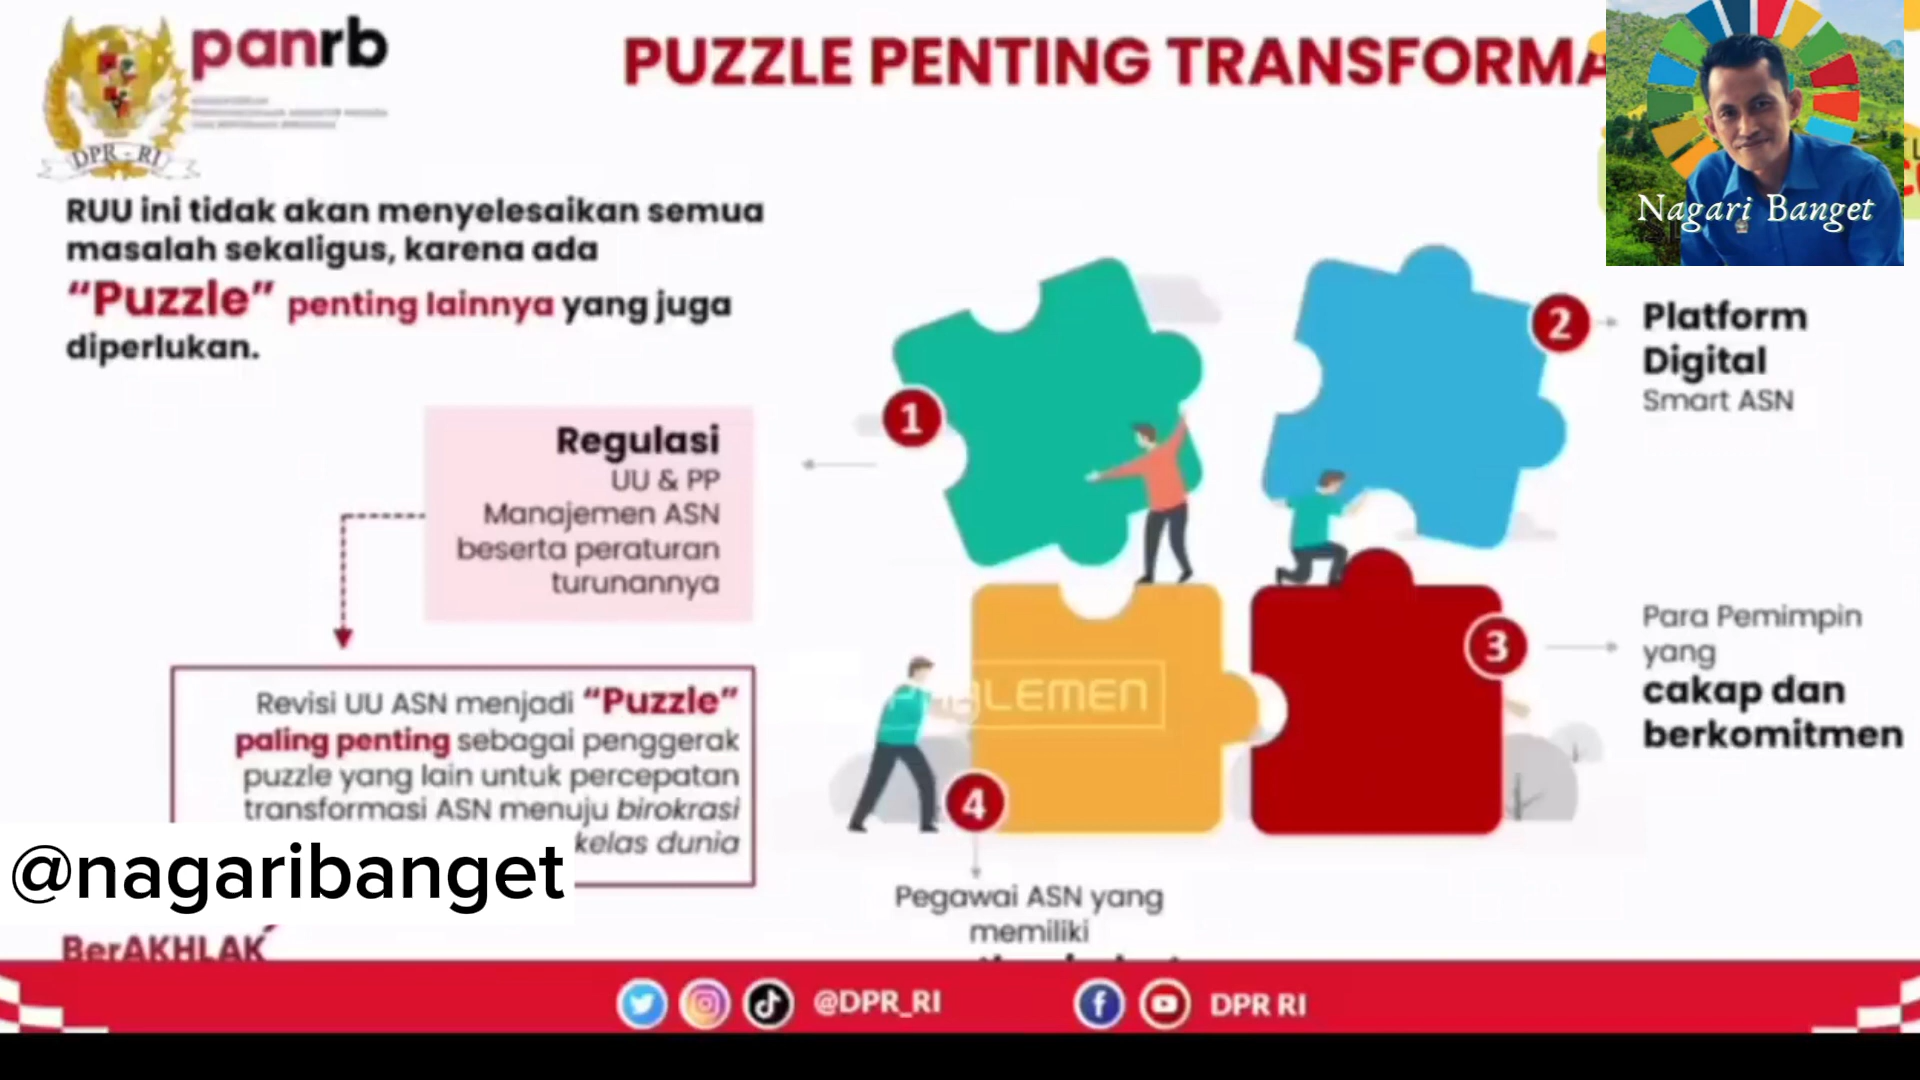 panrb
DPR - RI
PUZZLE PENTING TRANSFORMA
Nagari Banget
RUU ini tidak akan menyelesaikan semua
masalah sekaligus, karena ada
“Puzzle” penting lainnya yang juga
diperlukan.
1
Regulasi
UU & PP
Manajemen ASN
beserta peraturan
turunannya
Revisi UU ASN menjadi “Puzzle”
paling penting sebagai penggerak
puzzle yang lain untuk percepatan
transformasi ASN menuju birokrasi
kelas dunia
2
Platform
Digital
Smart ASN
3
Para Pemimpin
yang
cakap dan
berkomitmen
PARLEMEN
4
Pegawai ASN yang
memiliki
@nagaribanget
BerAKHLAK
@DPR_RI
DPR RI